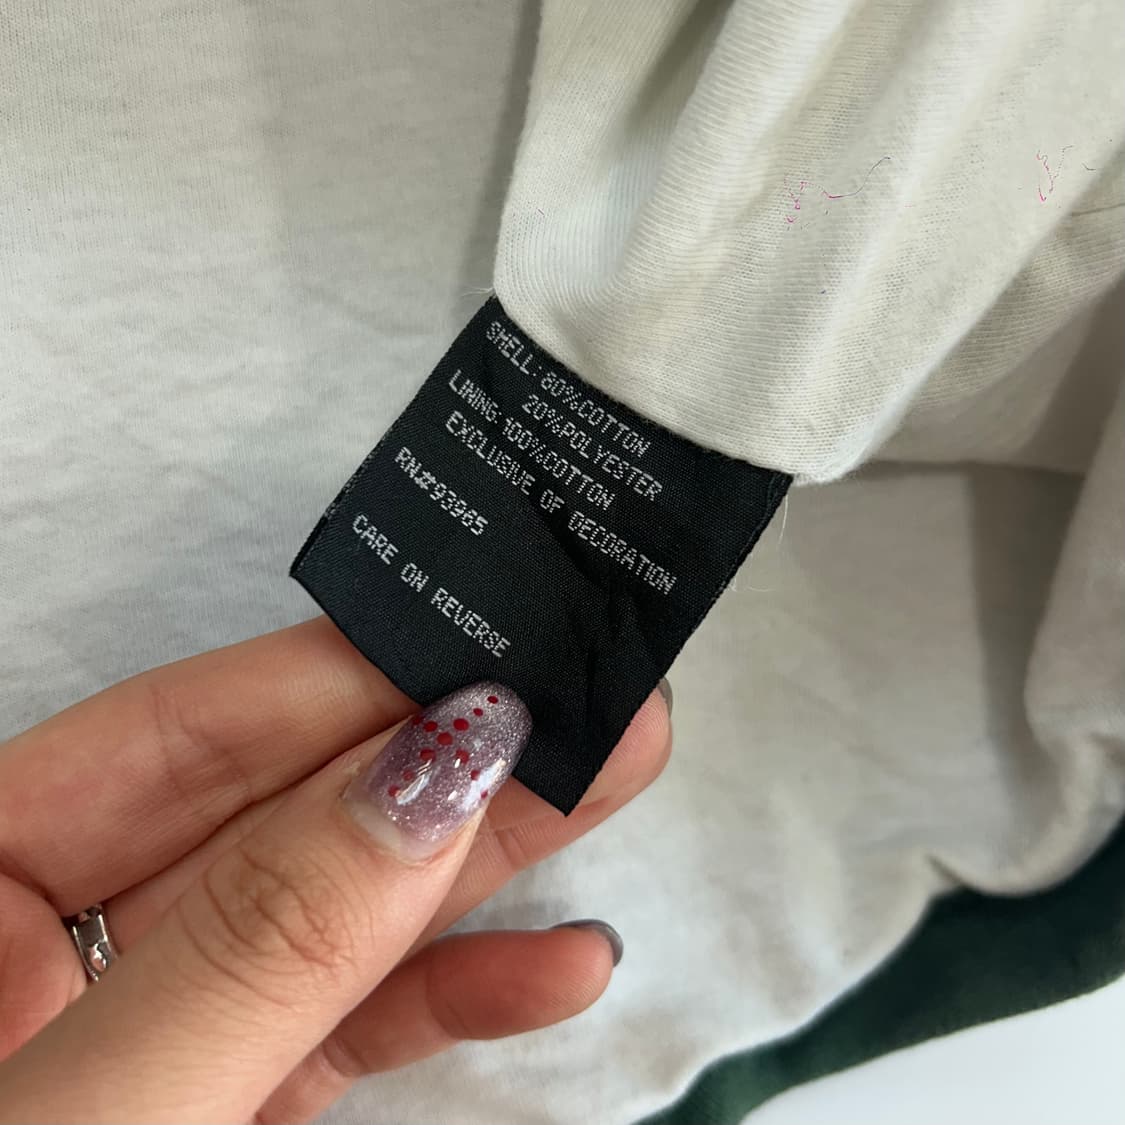 SHELL: 80%COTTON
20%POLYESTER
LINING:100%COTTON
EXCLUSIVE OF DECORATION
RN#93965
CARE ON REVERSE